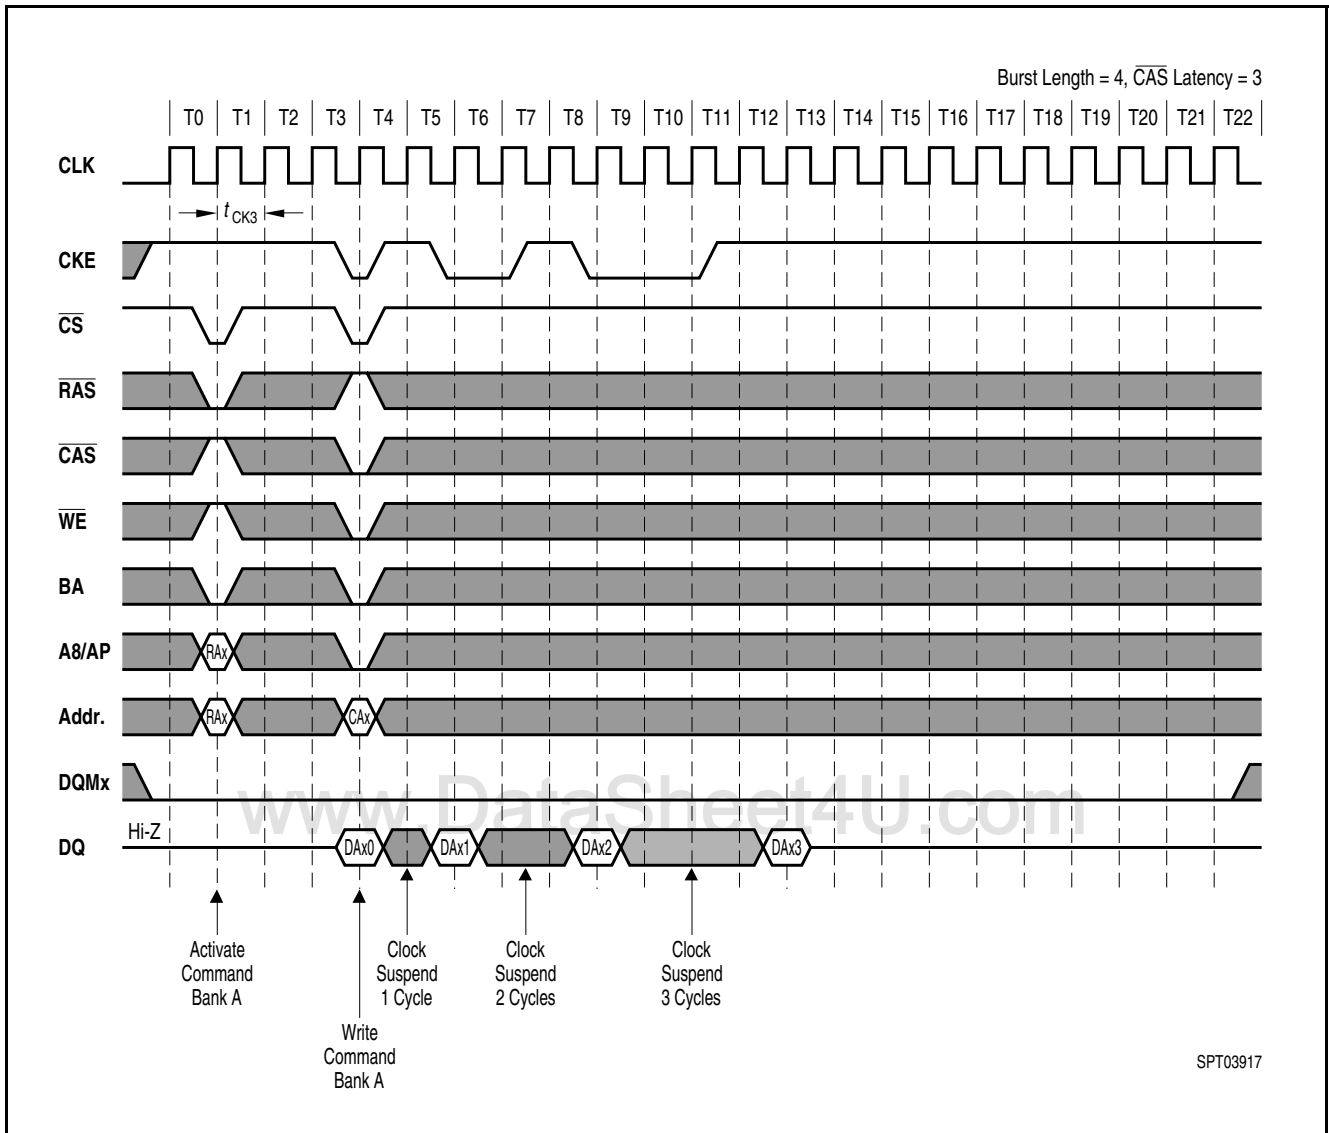 Burst Length = 4, CAS Latency = 3
T0 T1 T2 T3 T4 T5 T6 T7 T8 T9 T10 T11 T12 T13 T14 T15 T16 T17 T18 T19 T20 T21 T22
CLK
t CK3
CKE
CS
RAS
CAS
WE
BA
A8/AP RAx
Addr. RAx CAx
DQMx
www.DataSheet4U.com
Hi-Z
DQ DAx0 DAx1 DAx2 DAx3
Activate Command Bank A
Clock Suspend 1 Cycle
Clock Suspend 2 Cycles
Clock Suspend 3 Cycles
Write Command Bank A
SPT03917